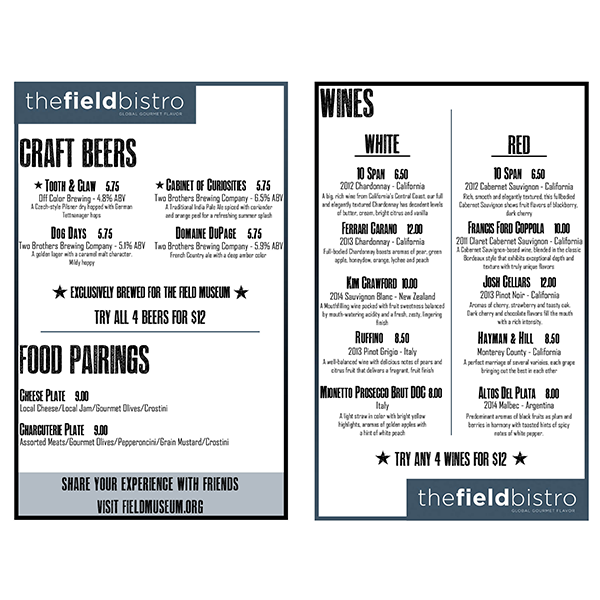 thefieldbistro
GLOBAL GOURMET FLAVOR
CRAFT BEERS
★ TOOTH & CLAW 5.75
Off Color Brewing - 4.8% ABV
A Czech-style Pilsner dry hopped with German
Tettnanager hops
★ CABINET OF CURIOSITIES 5.75
Two Brothers Brewing Company - 6.5% ABV
A Traditional India Pale Ale spiced with coriander
and orange peel for a refreshing summer splash
DOG DAYS 5.75
Two Brothers Brewing Company - 5.1% ABV
A golden lager with a caramel malt character.
Mildy hoppy
DOMAINE DUPAGE 5.75
Two Brothers Brewing Company - 5.9% ABV
French Country ale with a deep amber color
★ EXCLUSIVELY BREWED FOR THE FIELD MUSEUM ★
TRY ALL 4 BEERS FOR $12
FOOD PAIRINGS
CHEESE PLATE 9.00
Local Cheese/Local Jam/Gourmet Olives/Crostini
CHARCUTERIE PLATE 9.00
Assorted Meats/Gourmet Olives/Pepperoncini/Grain Mustard/Crostini
SHARE YOUR EXPERIENCE WITH FRIENDS
VISIT FIELDMUSEUM.ORG
WINES
WHITE
10 SPAN 6.50
2012 Chardonnay - California
A big, rich wine from California's Central Coast, our full
and elegantly textured Chardonnay has decadent levels
of butter, cream, bright citrus and vanilla
FERRARI CARANO 12.00
2013 Chardonnay - California
Full-bodied Chardonnay boasts aromas of pear, green
apple, honeydew, orange, lychee and peach
KIM CRAWFORD 10.00
2014 Sauvignon Blanc - New Zealand
A Mouthfilling wine packed with fruit sweetness balanced
by mouth-watering acidity and a fresh, zesty, lingering
finish
RUFFINO 8.50
2013 Pinot Grigio - Italy
A well-balanced wine with delicious notes of pears and
citrus fruit that delivers a fragrant, fruit finish
MIONETTO PROSECCO BRUT DOC 8.00
Italy
A light straw in color with bright yellow
highlights, aromas of golden apples with
a hint of white peach
RED
10 SPAN 6.50
2012 Cabernet Sauvignon - California
Rich, smooth and elegantly textured, this fullbodied
Cabernet Sauvignon shows fruit flavors of blackberry,
dark cherry
FRANCIS FORD COPPOLA 10.00
2011 Claret Cabernet Sauvignon - California
A Cabernet Sauvignon-based wine, blended in the classic
Bordeaux style that exhibits exceptional depth and
texture with truly unique flavors
JOSH CELLARS 12.00
2013 Pinot Noir - California
Aromas of cherry, strawberry and toasty oak.
Dark cherry and chocolate flavors fill the mouth
with a rich intensity.
HAYMAN & HILL 8.50
Monterey County - California
A perfect marriage of several varieties, each grape
bringing out the best in each other
ALTOS DEL PLATA 8.00
2014 Malbec - Argentina
Predominant aromas of black fruits as plum and
berries in harmony with toasted hints of spicy
notes of white pepper.
★ TRY ANY 4 WINES FOR $12 ★
thefieldbistro
GLOBAL GOURMET FLAVOR